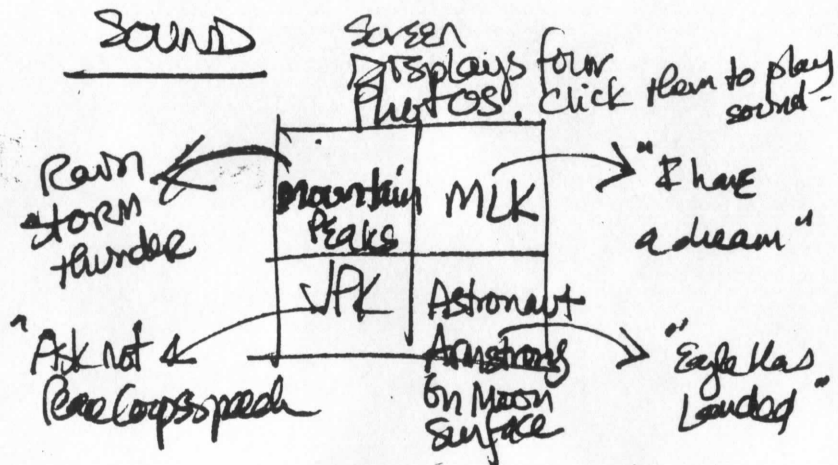 SOUND
Screen
Displays four
Photos. Click them to play
sound-
Rain
storm
thunder
Mountain
Peaks
MLK
"I have
a dream"
JFK
Astronaut
Armstrong
on Moon
Surface
"Ask not
Peace Corps speech
"Eagle Has
Landed"